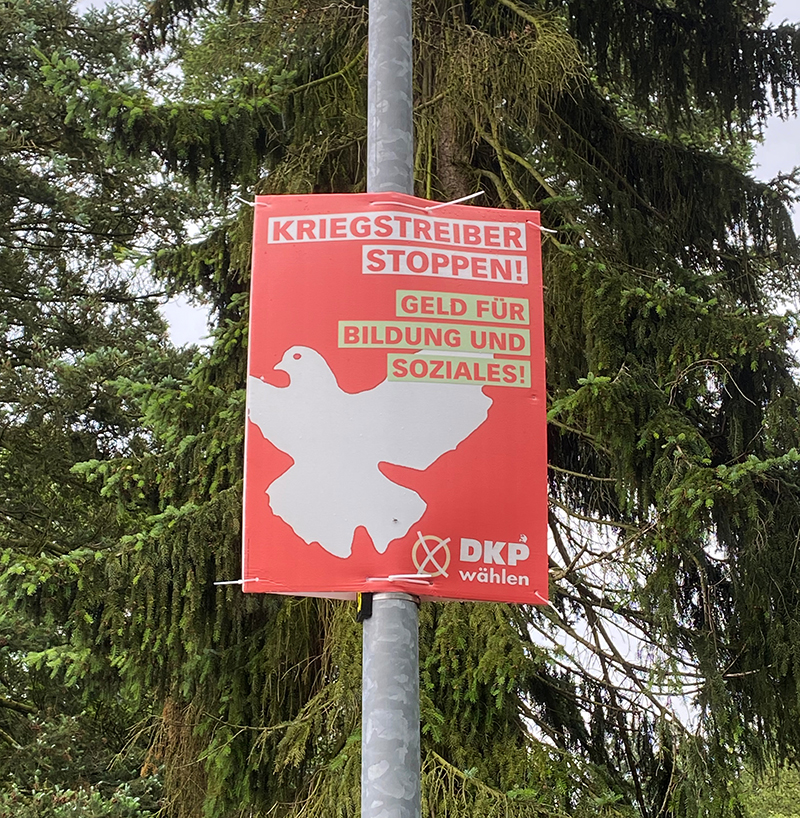 KRIEGSTREIBER
STOPPEN!
GELD FÜR
BILDUNG UND
SOZIALES!
DKP
wählen